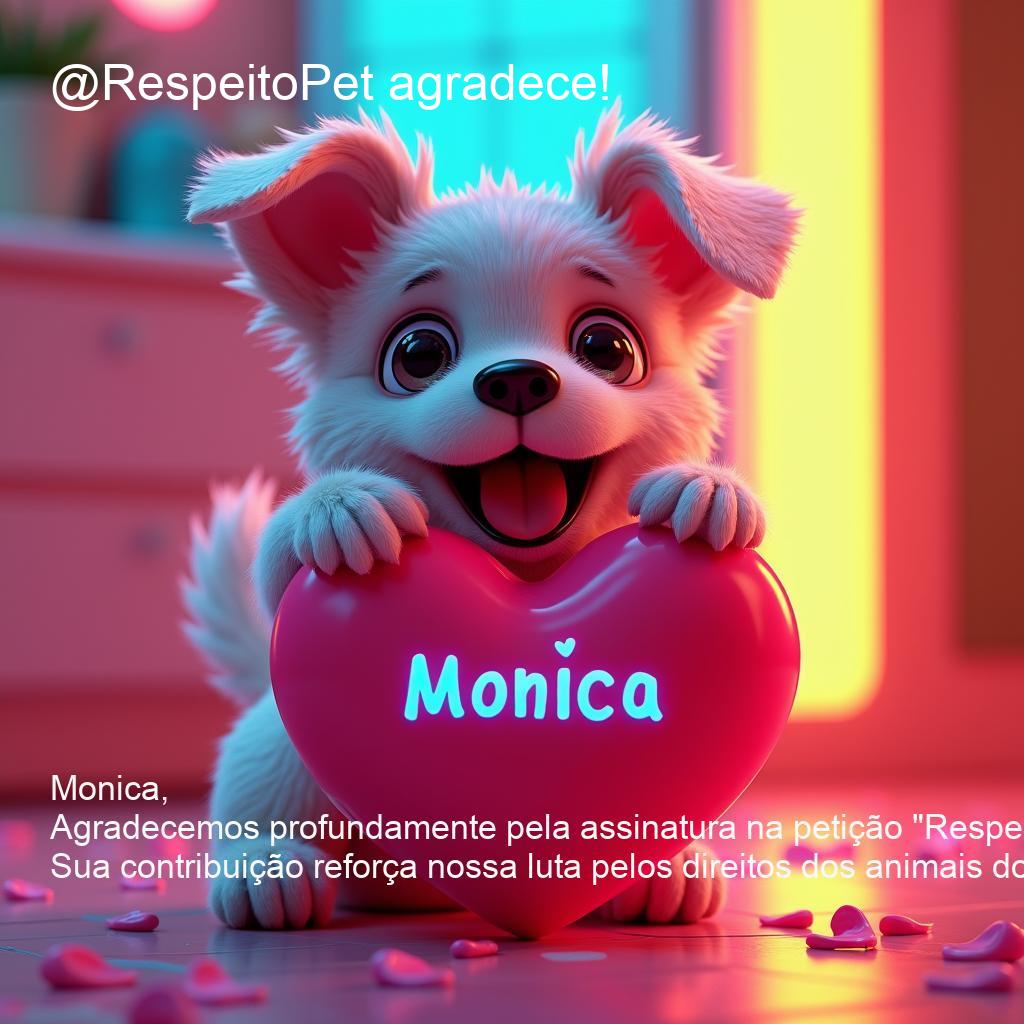 @RespeitoPet agradece!
Monica
Monica,
Agradecemos profundamente pela assinatura na petição "Respe
Sua contribuição reforça nossa luta pelos direitos dos animais do